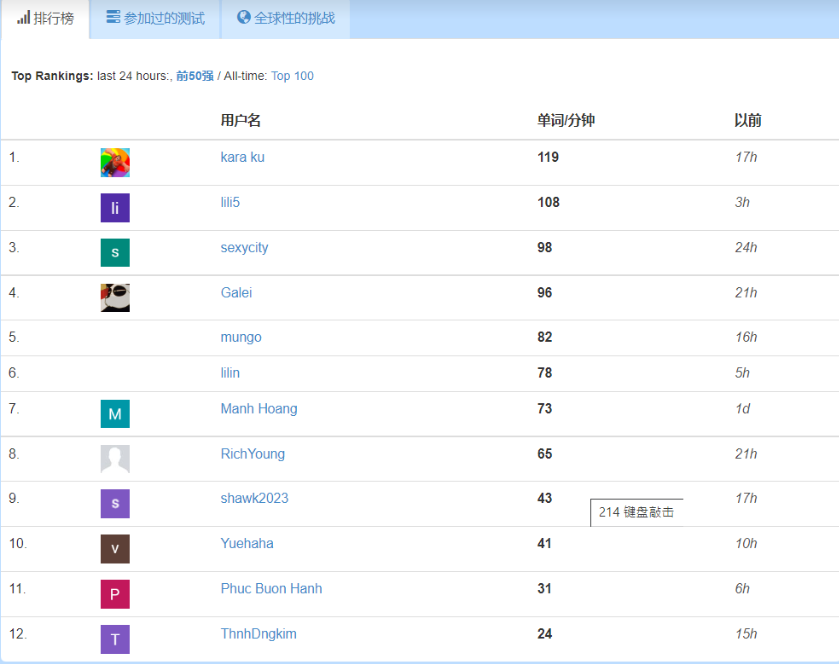 排行榜 参加过的测试 全球性的挑战
Top Rankings: last 24 hours:, 前50强 / All-time: Top 100
用户名 单词/分钟 以前
1. kara ku 119 17h
2. li lili5 108 3h
3. s sexycity 98 24h
4. Galei 96 21h
5. mungo 82 16h
6. lilin 78 5h
7. M Manh Hoang 73 1d
8. RichYoung 65 21h
9. s shawk2023 43 17h
214 键盘敲击
10. v Yuehaha 41 10h
11. P Phuc Buon Hanh 31 6h
12. T ThnhDngkim 24 15h